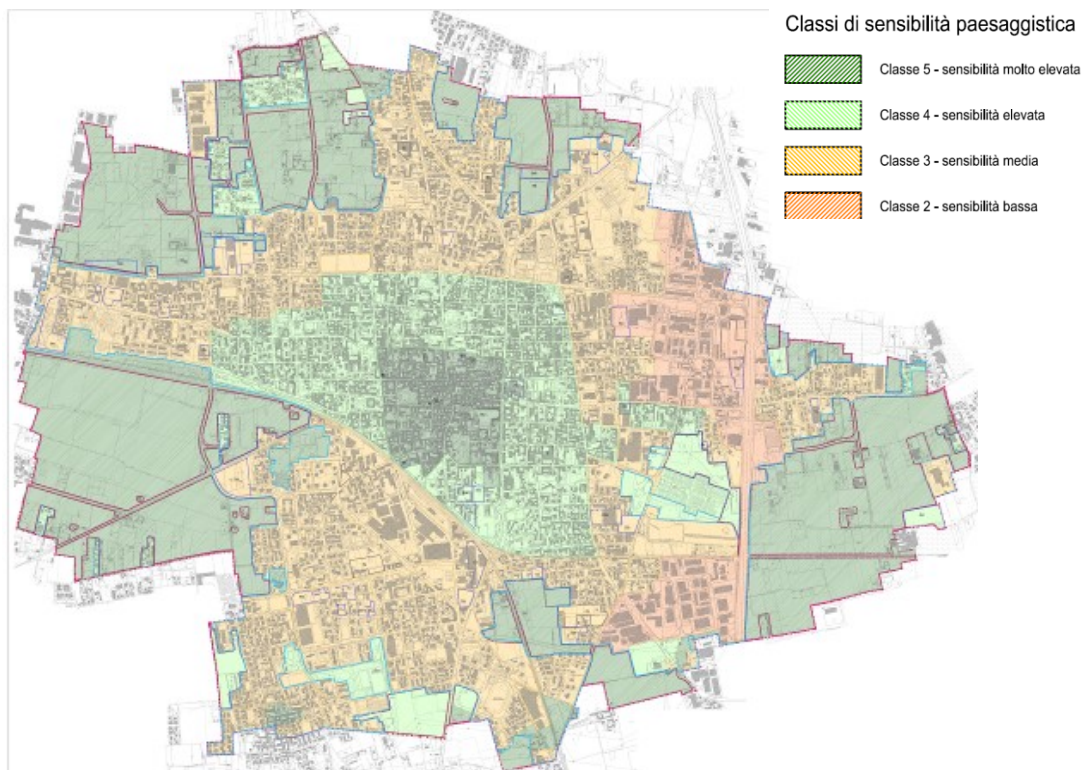 Classi di sensibilità paesaggistica
Classe 5 - sensibilità molto elevata
Classe 4 - sensibilità elevata
Classe 3 - sensibilità media
Classe 2 - sensibilità bassa